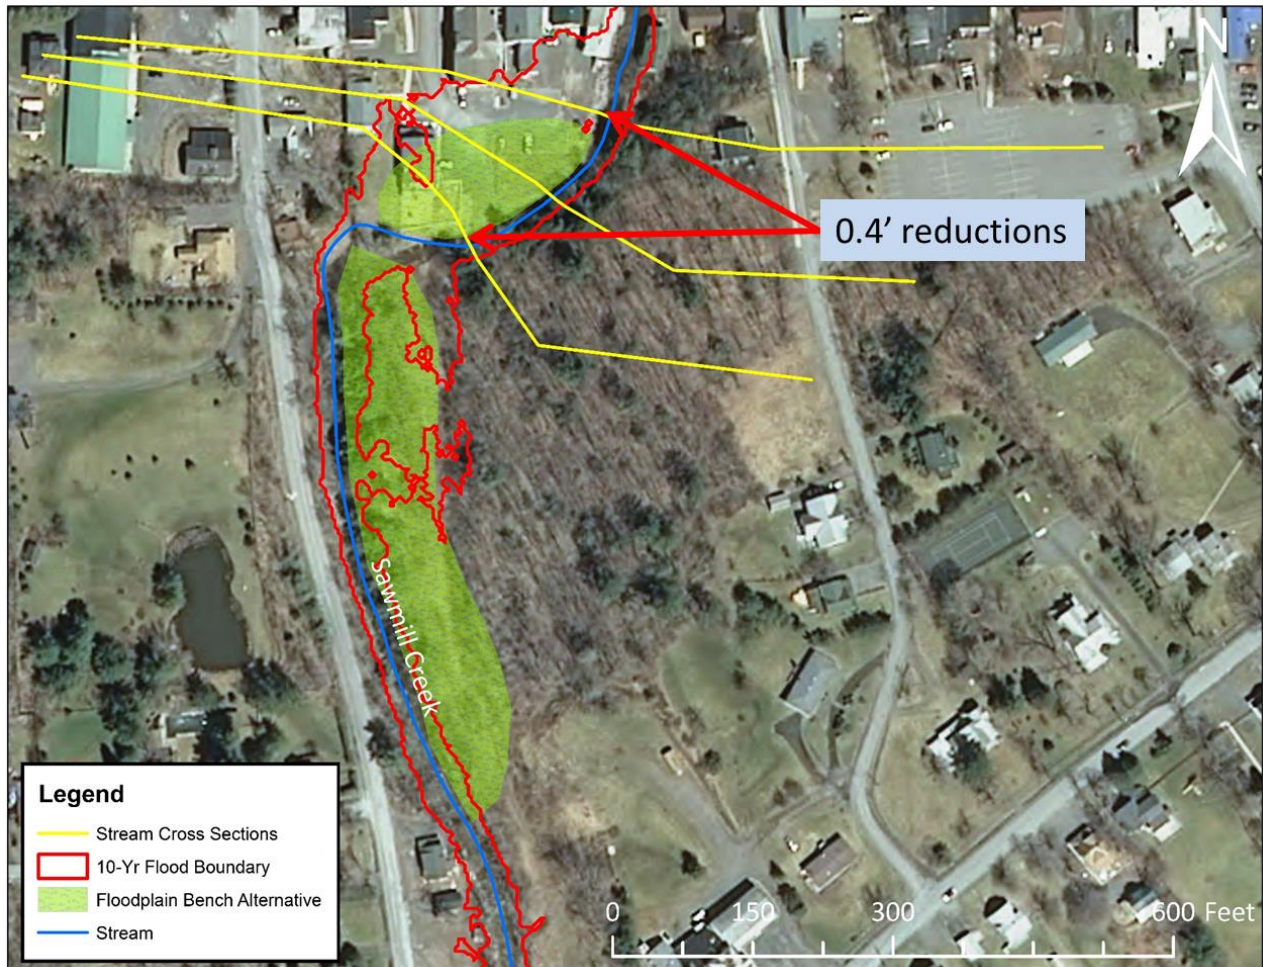 N
0.4' reductions
Sawmill Creek
Legend
Stream Cross Sections
10-Yr Flood Boundary
Floodplain Bench Alternative
Stream
0 150 300 600 Feet